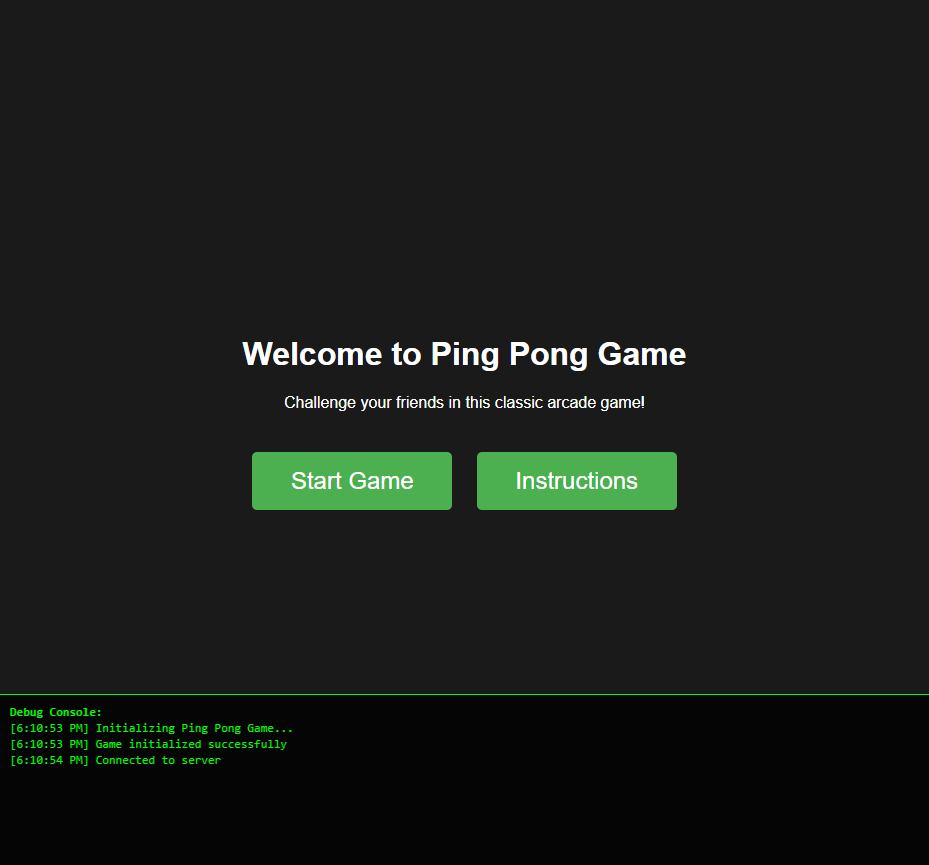 Welcome to Ping Pong Game
Challenge your friends in this classic arcade game!
Start Game
Instructions
Debug Console:
[6:10:53 PM] Initializing Ping Pong Game...
[6:10:53 PM] Game initialized successfully
[6:10:54 PM] Connected to server